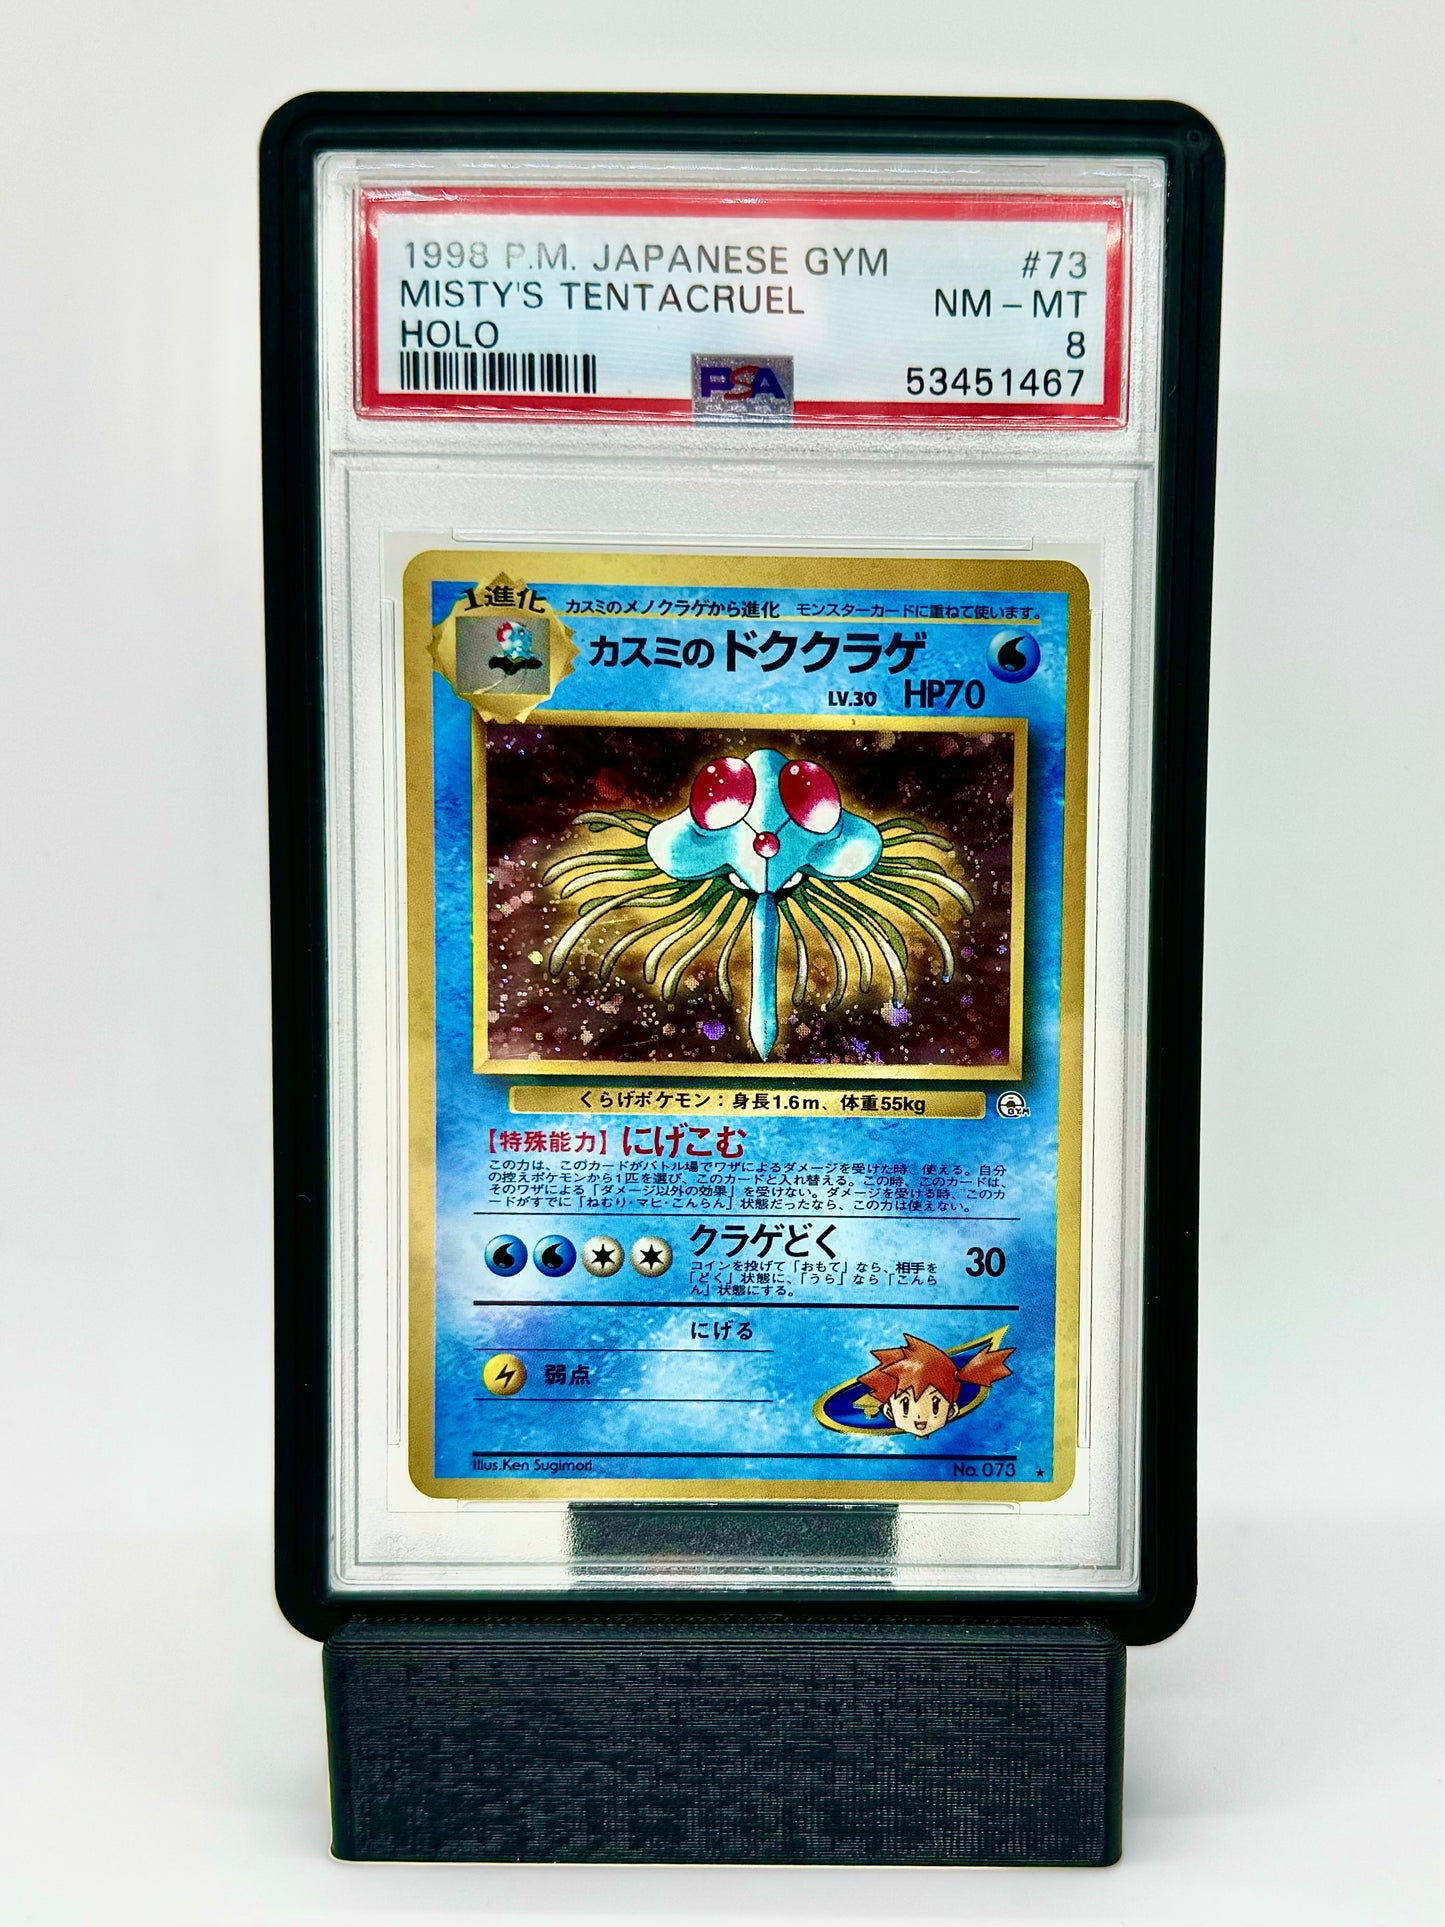 1998 P.M. JAPANESE GYM #73
MISTY'S TENTACRUEL NM - MT
HOLO 8
PSA 53451467
1進化 カスミのメノクラゲから進化 モンスターカードに重ねて使います。
カスミのドククラゲ
LV.30 HP70
くらげポケモン：身長1.6m、体重55kg
GYM
【特殊能力】にげこむ
この力は、このカードがバトル場でワザによるダメージを受けた時、使える。自分
の控えポケモンから1匹を選び、このカードと入れ替える。この時、このカードは、
そのワザによる「ダメージ以外の効果」を受けない。ダメージを受ける時、このカ
ードがすでに「ねむり・マヒ・こんらん」状態だったなら、この力は使えない。
クラゲどく 30
コインを投げて「おもて」なら、相手を
「どく」状態に、「うら」なら「こんら
ん」状態にする。
にげる
弱点
Illus.Ken Sugimori No. 073 ★